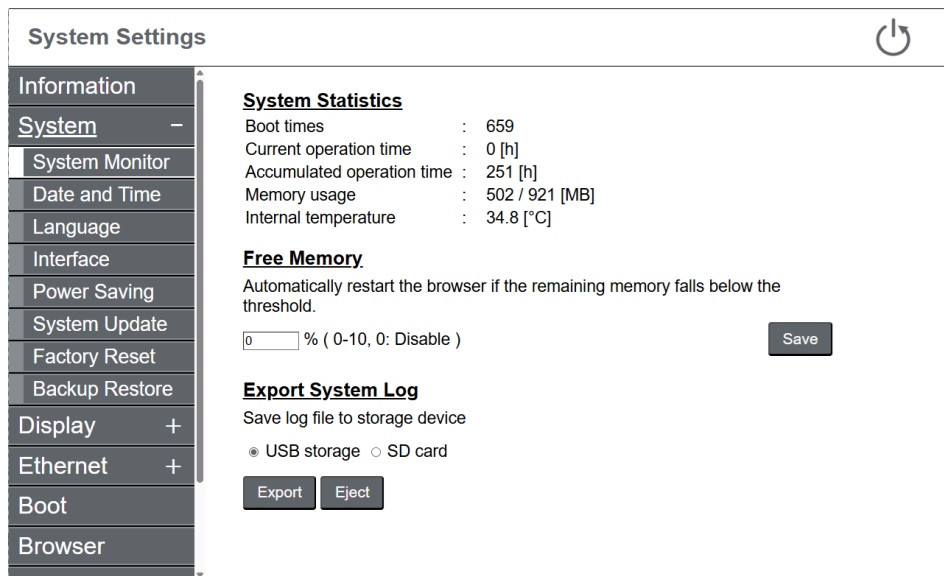 System Settings
Information
System −
System Monitor
Date and Time
Language
Interface
Power Saving
System Update
Factory Reset
Backup Restore
Display +
Ethernet +
Boot
Browser
System Statistics
Boot times : 659
Current operation time : 0 [h]
Accumulated operation time : 251 [h]
Memory usage : 502 / 921 [MB]
Internal temperature : 34.8 [°C]
Free Memory
Automatically restart the browser if the remaining memory falls below the
threshold.
0 % ( 0-10, 0: Disable )
Save
Export System Log
Save log file to storage device
USB storage SD card
Export Eject